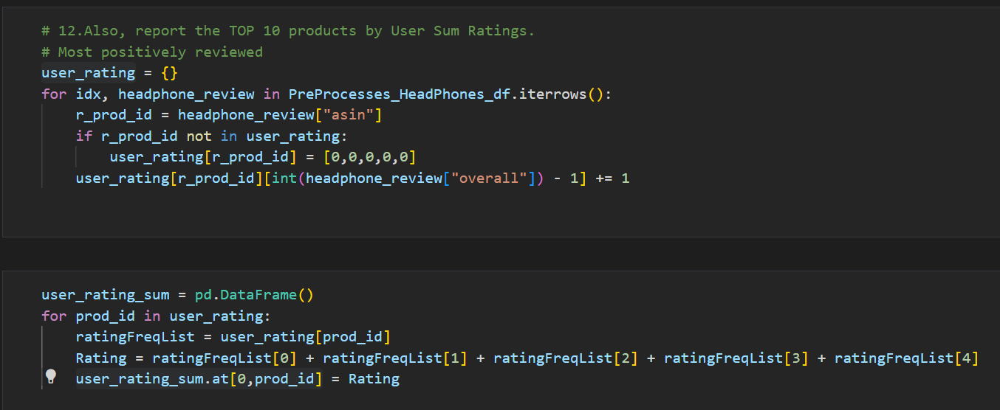 # 12.Also, report the TOP 10 products by User Sum Ratings.
# Most positively reviewed
user_rating = {}
for idx, headphone_review in PreProcesses_HeadPhones_df.iterrows():
    r_prod_id = headphone_review["asin"]
    if r_prod_id not in user_rating:
        user_rating[r_prod_id] = [0,0,0,0,0]
    user_rating[r_prod_id][int(headphone_review["overall"]) - 1] += 1
user_rating_sum = pd.DataFrame()
for prod_id in user_rating:
    ratingFreqList = user_rating[prod_id]
    Rating = ratingFreqList[0] + ratingFreqList[1] + ratingFreqList[2] + ratingFreqList[3] + ratingFreqList[4]
    user_rating_sum.at[0,prod_id] = Rating